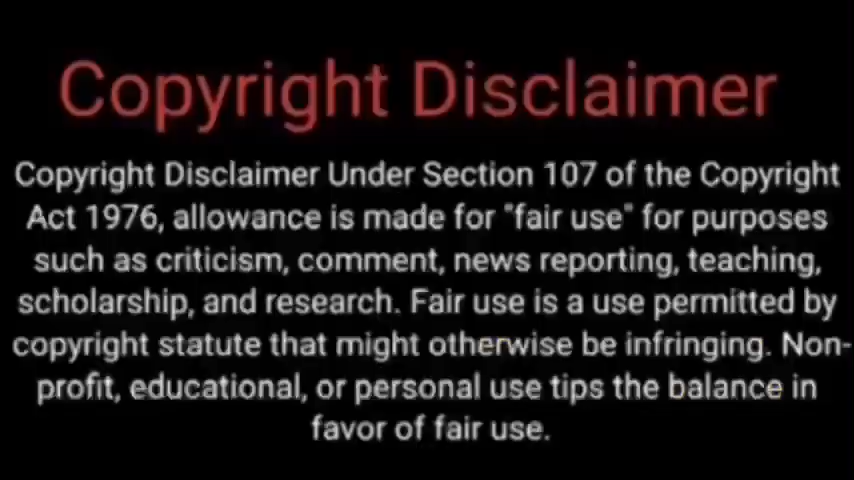 Copyright Disclaimer
Copyright Disclaimer Under Section 107 of the Copyright
Act 1976, allowance is made for "fair use" for purposes
such as criticism, comment, news reporting, teaching,
scholarship, and research. Fair use is a use permitted by
copyright statute that might otherwise be infringing. Non-
profit, educational, or personal use tips the balance in
favor of fair use.